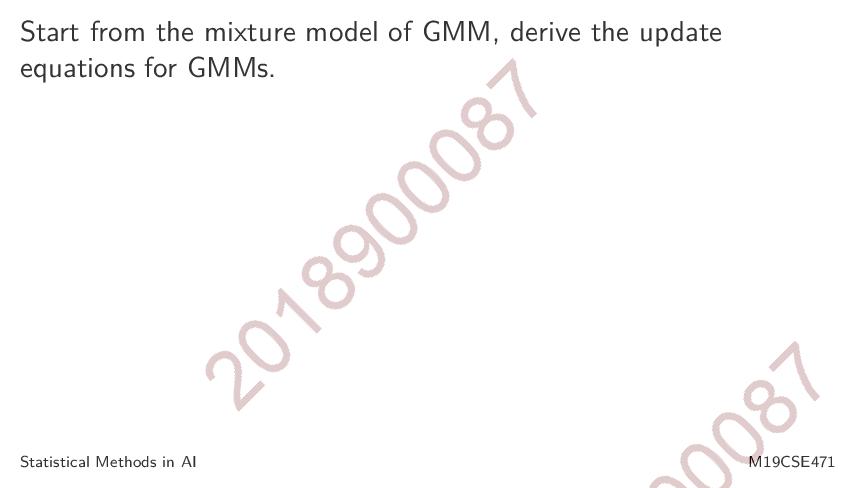 Start from the mixture model of GMM, derive the update
equations for GMMs.
2018900087
Statistical Methods in AI
M19CSE471